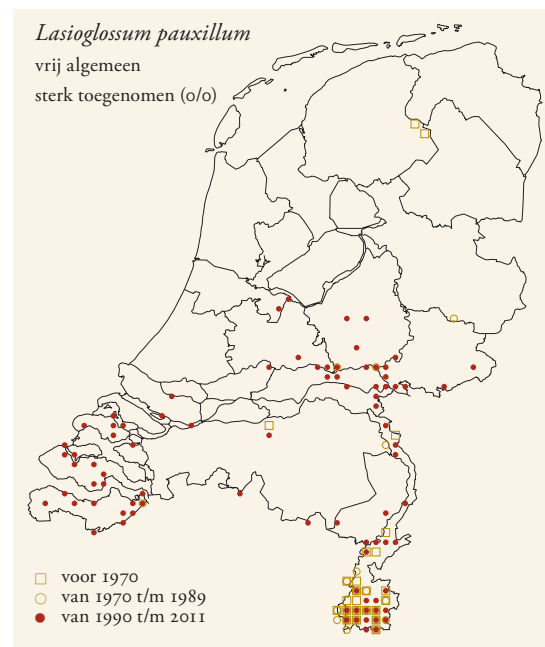 Lasioglossum pauxillum
vrij algemeen
sterk toegenomen (0/0)
voor 1970
van 1970 t/m 1989
van 1990 t/m 2011